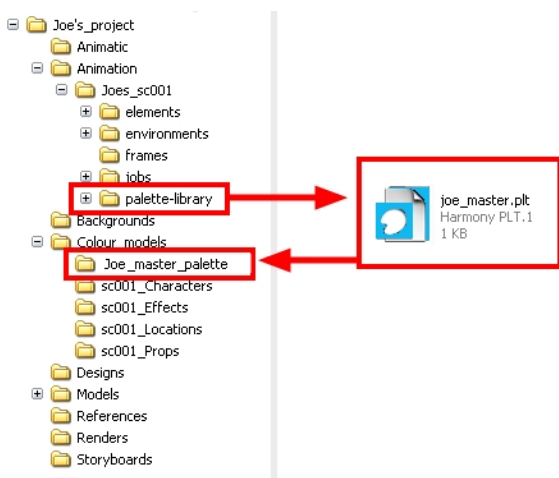 Joe's_project
Animatic
Animation
Joes_sc001
elements
environments
frames
jobs
palette-library
Backgrounds
Colour_models
Joe_master_palette
sc001_Characters
sc001_Effects
sc001_Locations
sc001_Props
Designs
Models
References
Renders
Storyboards
joe_master.plt
Harmony PLT.1
1 KB